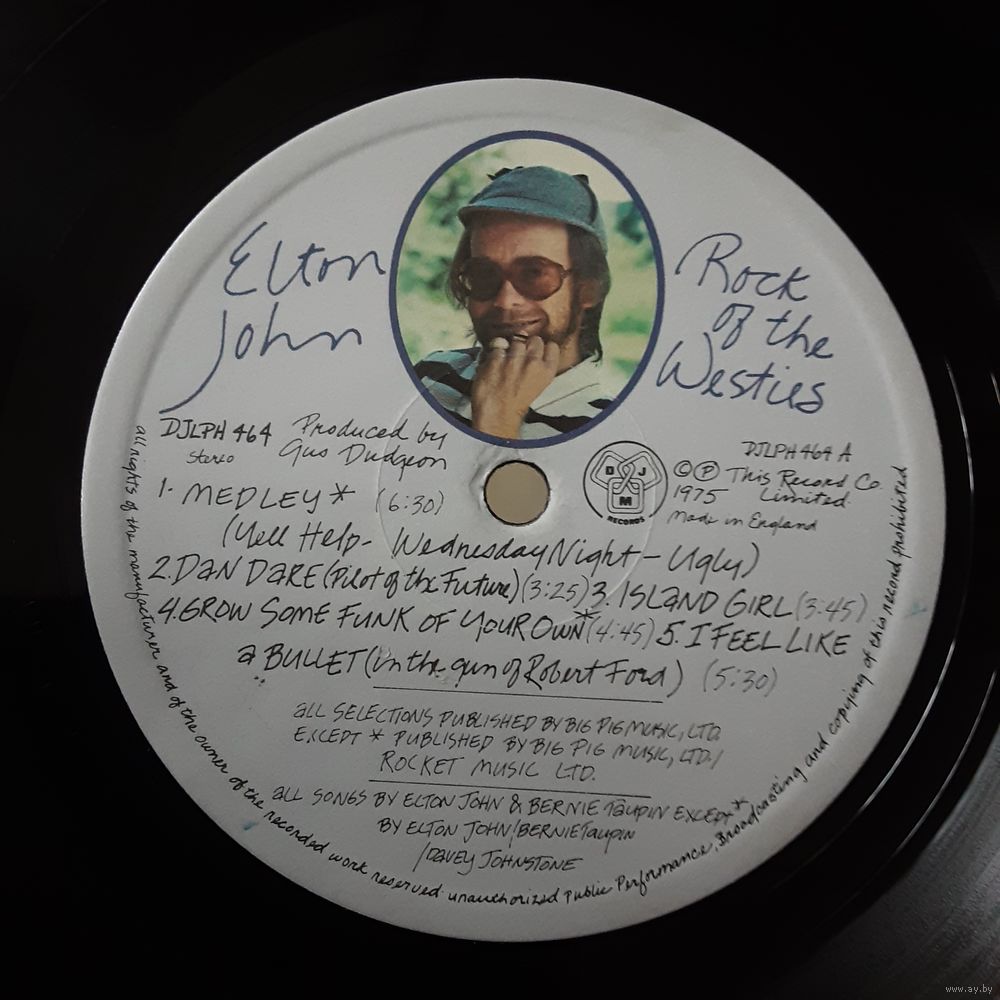 Elton
John
Rock
of the
Westies
DJLPH 464
Stereo
Produced by
Gus Dudgeon
DJM
RECORDS
DJLPH 464 A
© Ⓟ This Record Co.
1975 Limited.
Made in England
1. MEDLEY * (6:30)
(Yell Help - Wednesday Night - Ugly)
2. DAN DARE (Pilot of the Future) (3:25) 3. ISLAND GIRL (3:45)
4. GROW SOME FUNK OF YOUR OWN * (4:45) 5. I FEEL LIKE
a BULLET (in the gun of Robert Ford) (5:30)
ALL SELECTIONS PUBLISHED BY BIG PIG MUSIC, LTD.
EXCEPT * PUBLISHED BY BIG PIG MUSIC, LTD./
ROCKET MUSIC LTD.
ALL SONGS BY ELTON JOHN & BERNIE TAUPIN EXCEPT *
BY ELTON JOHN/BERNIE TAUPIN
/DAVEY JOHNSTONE
all rights of the manufacturer and of the owner of the recorded work reserved. unauthorized Public Performance, Broadcasting and copying of this record prohibited
www.ay.by